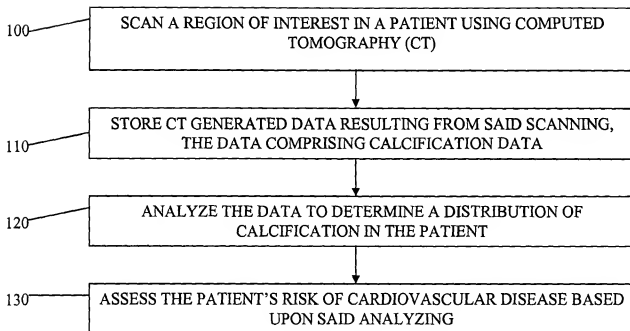 100
SCAN A REGION OF INTEREST IN A PATIENT USING COMPUTED
TOMOGRAPHY (CT)
110
STORE CT GENERATED DATA RESULTING FROM SAID SCANNING,
THE DATA COMPRISING CALCIFICATION DATA
120
ANALYZE THE DATA TO DETERMINE A DISTRIBUTION OF
CALCIFICATION IN THE PATIENT
130
ASSESS THE PATIENT'S RISK OF CARDIOVASCULAR DISEASE BASED
UPON SAID ANALYZING